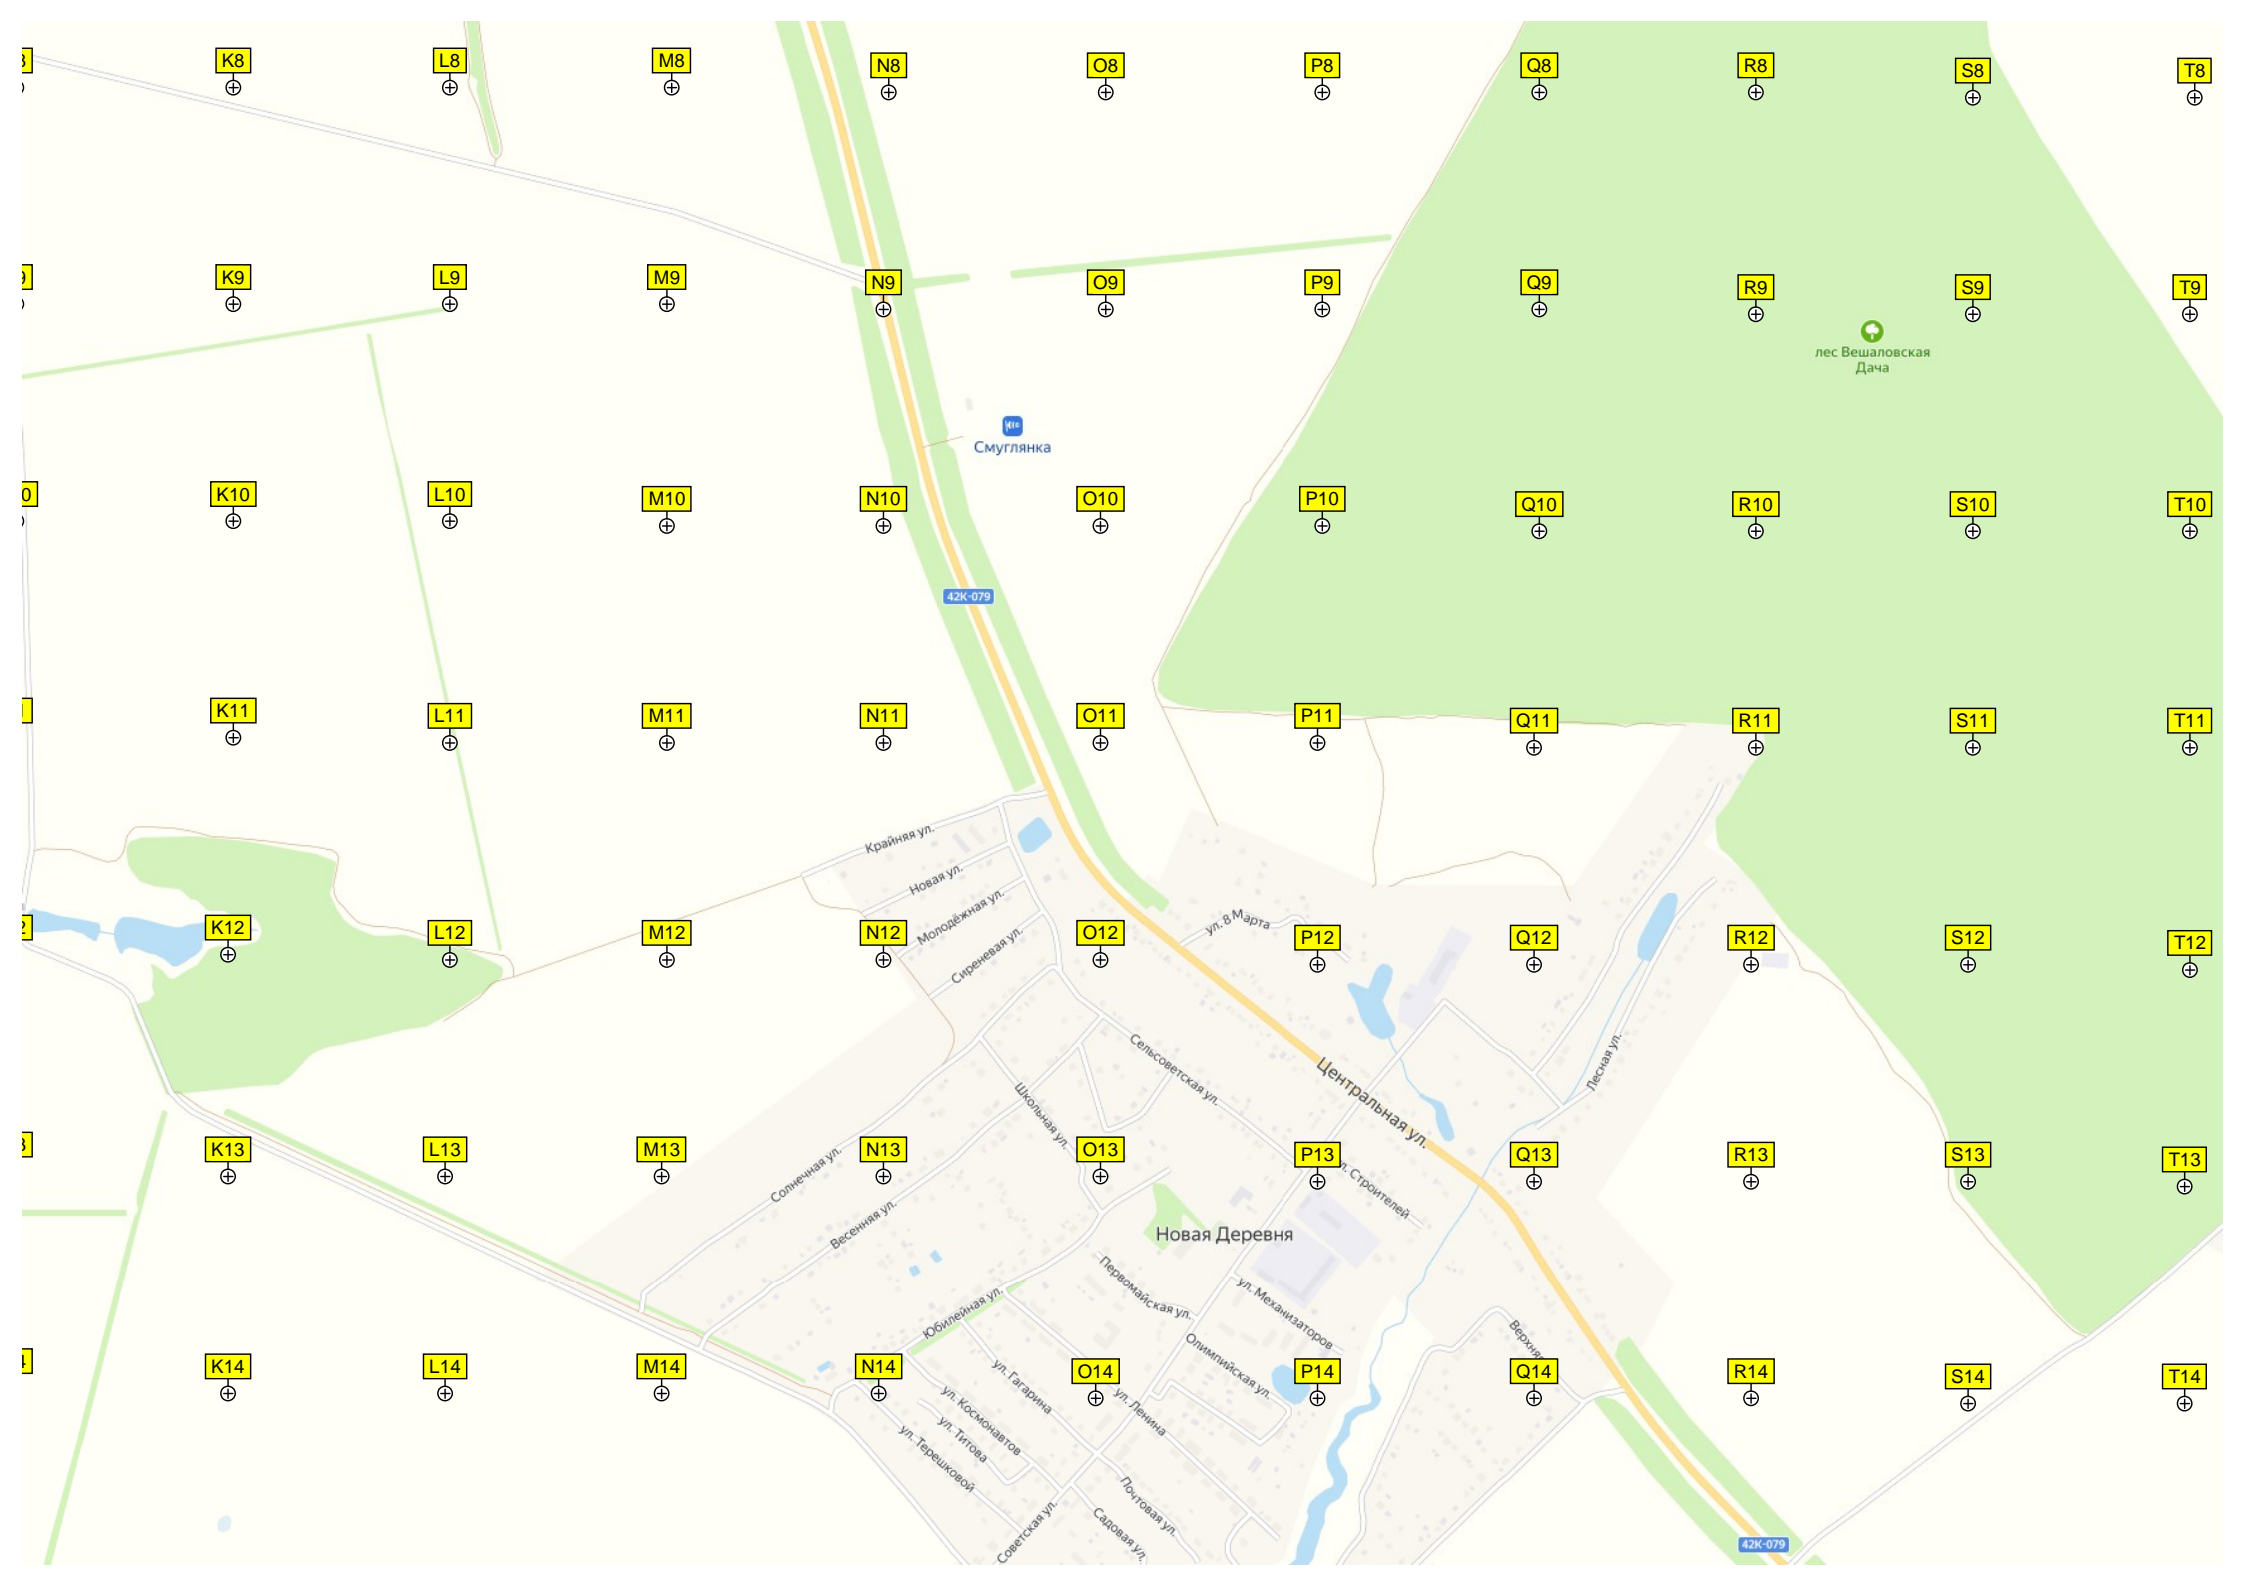 K8 L8 M8 N8 O8 P8 Q8 R8 S8 T8
K9 L9 M9 N9 O9 P9 Q9 R9 S9 T9
лес Вешаловская
Дача
Смуглянка
K10 L10 M10 N10 O10 P10 Q10 R10 S10 T10
42К-079
K11 L11 M11 N11 O11 P11 Q11 R11 S11 T11
Крайняя ул.
Новая ул.
Молодёжная ул.
ул. 8 Марта
K12 L12 M12 N12 O12 P12 Q12 R12 S12 T12
Сиреневая ул.
Сельсоветская ул.
Центральная ул.
Лесная ул.
Школьная ул.
K13 L13 M13 N13 O13 P13 Q13 R13 S13 T13
Солнечная ул.
Строителей
Весенняя ул.
Новая Деревня
Первомайская ул.
ул. Механизаторов
Юбилейная ул.
Олимпийская ул.
K14 L14 M14 N14 O14 P14 Q14 R14 S14 T14
ул. Гагарина
ул. Ленина
ул. Космонавтов
ул. Титова
ул. Терешковой
Почтовая ул.
Садовая ул.
Советская ул.
42К-079